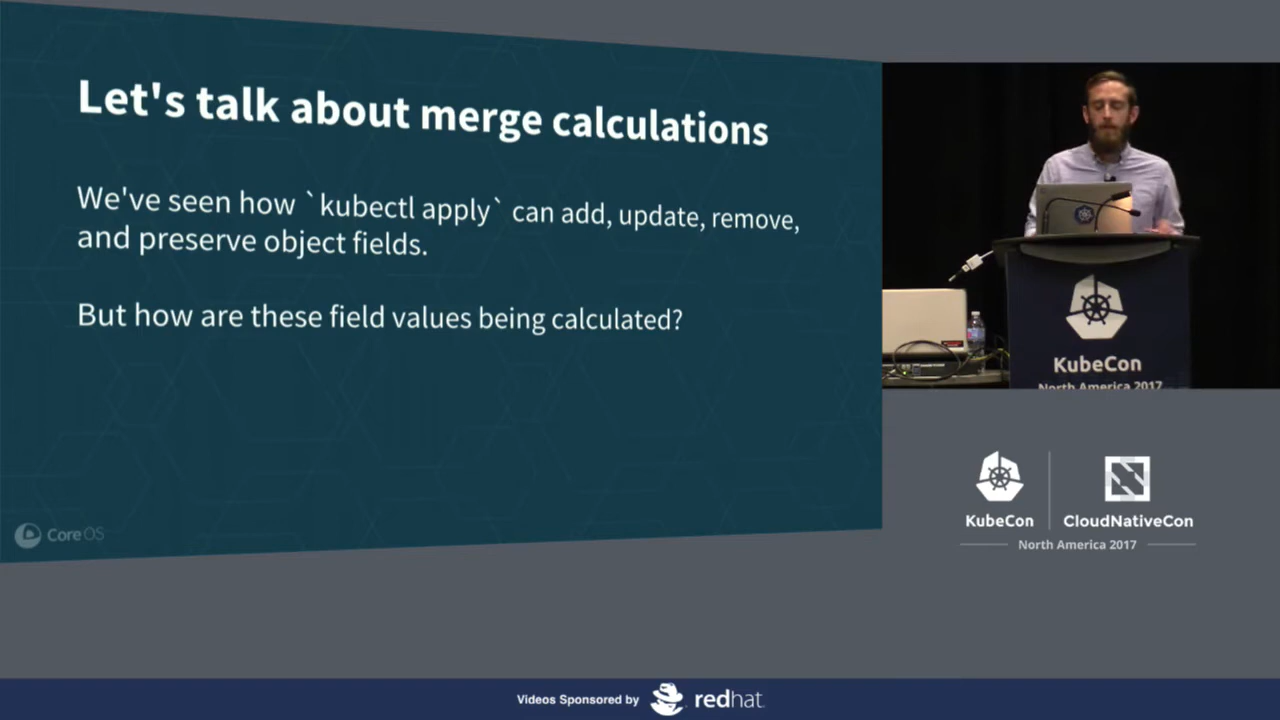 Let's talk about merge calculations
We've seen how `kubectl apply` can add, update, remove,
and preserve object fields.
But how are these field values being calculated?
CoreOS
KubeCon
North America 2017
KubeCon
CloudNativeCon
North America 2017
Videos Sponsored by
redhat.